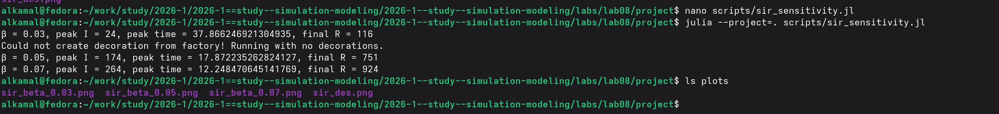 sir_des.png
alkamal@fedora:~/work/study/2026-1/2026-1==study--simulation-modeling/2026-1--study--simulation-modeling/labs/lab08/project$ nano scripts/sir_sensitivity.jl
alkamal@fedora:~/work/study/2026-1/2026-1==study--simulation-modeling/2026-1--study--simulation-modeling/labs/lab08/project$ julia --project=. scripts/sir_sensitivity.jl
β = 0.03, peak I = 24, peak time = 37.866246921304935, final R = 116
Could not create decoration from factory! Running with no decorations.
β = 0.05, peak I = 174, peak time = 17.872235262824127, final R = 751
β = 0.07, peak I = 264, peak time = 12.248470645141769, final R = 924
alkamal@fedora:~/work/study/2026-1/2026-1==study--simulation-modeling/2026-1--study--simulation-modeling/labs/lab08/project$ ls plots
sir_beta_0.03.png  sir_beta_0.05.png  sir_beta_0.07.png  sir_des.png
alkamal@fedora:~/work/study/2026-1/2026-1==study--simulation-modeling/2026-1--study--simulation-modeling/labs/lab08/project$